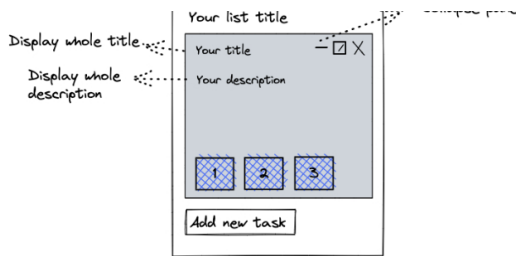 Your list title
Display whole title
Your title
Display whole
description
Your description
1 2 3
Add new task